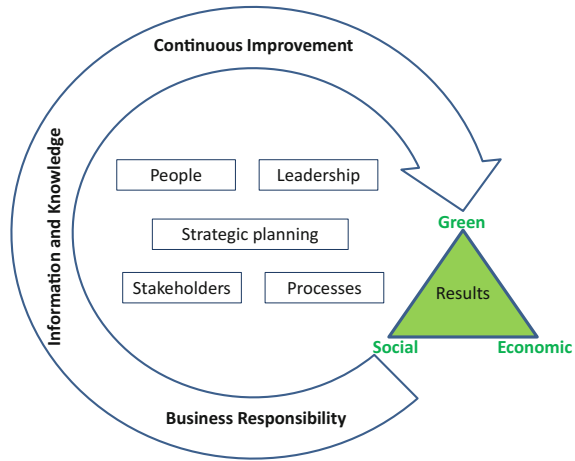 Continuous Improvement
Information and Knowledge
People
Leadership
Strategic planning
Stakeholders
Processes
Green
Results
Social
Economic
Business Responsibility